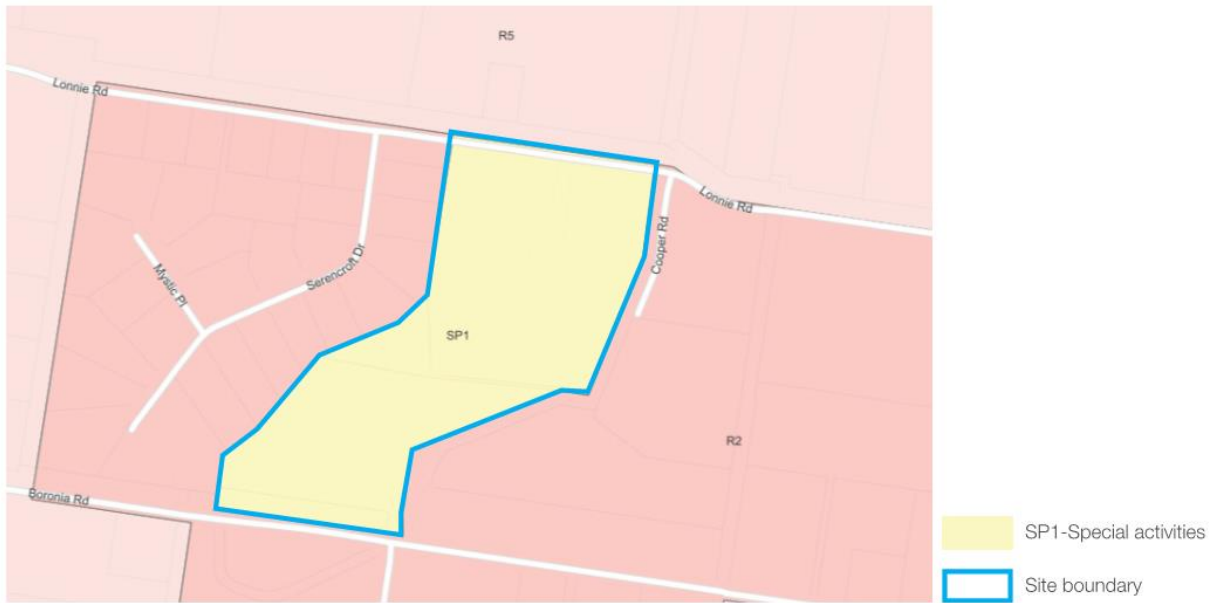 R5
Lonnie Rd
Lonnie Rd
Cooper Rd
Serencroft Dr
Mystic Pl
SP1
R2
Boronia Rd
SP1-Special activities
Site boundary